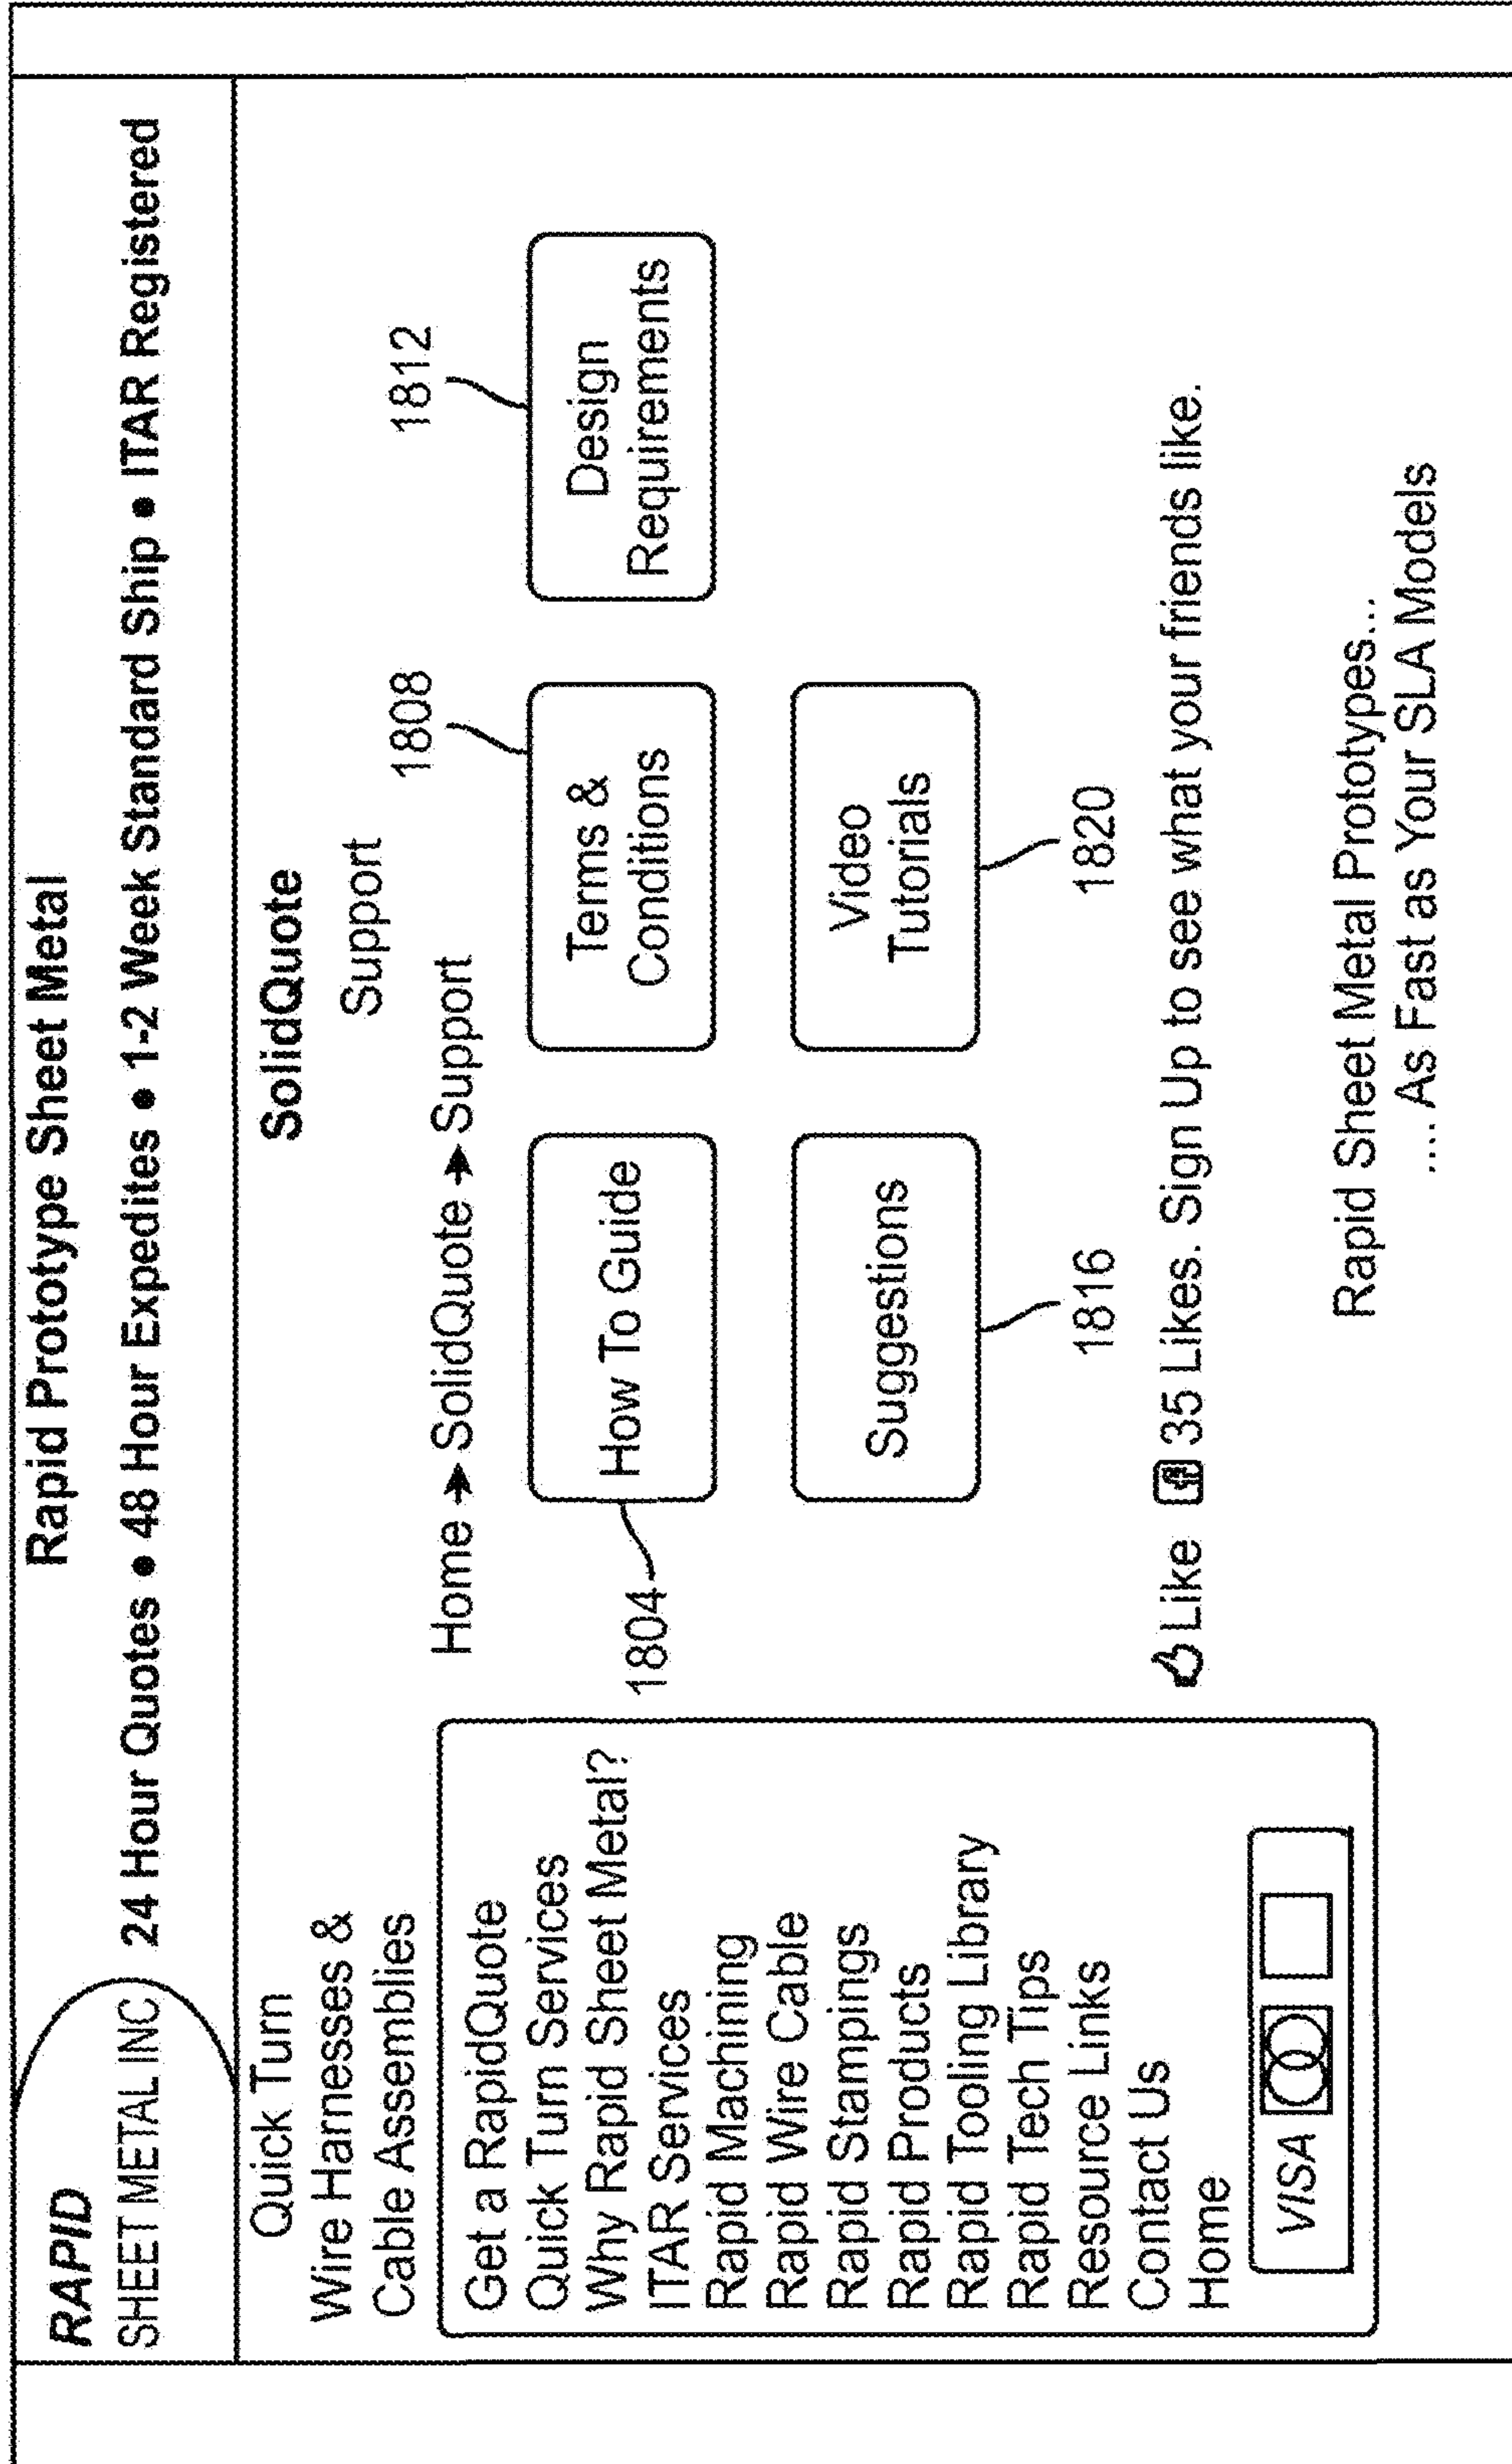 RAPID
SHEET METAL INC
Rapid Prototype Sheet Metal
24 Hour Quotes • 48 Hour Expedites • 1-2 Week Standard Ship • ITAR Registered
Quick Turn
Wire Harnesses &
Cable Assemblies
Get a RapidQuote
Quick Turn Services
Why Rapid Sheet Metal?
ITAR Services
Rapid Machining
Rapid Wire Cable
Rapid Stampings
Rapid Products
Rapid Tooling Library
Rapid Tech Tips
Resource Links
Contact Us
Home
VISA
SolidQuote
Support
Home → SolidQuote → Support
1804
How To Guide
1808
Terms &
Conditions
1812
Design
Requirements
Suggestions
1816
Video
Tutorials
1820
Like f 35 Likes. Sign Up to see what your friends like.
Rapid Sheet Metal Prototypes...
.... As Fast as Your SLA Models